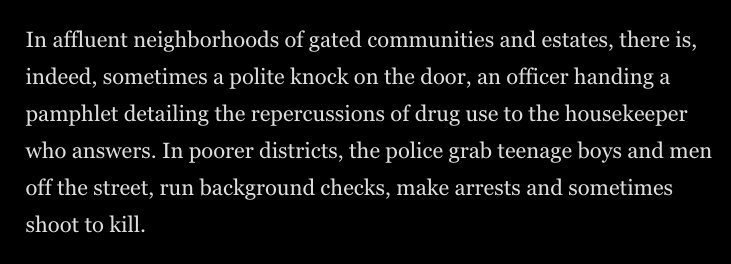 In affluent neighborhoods of gated communities and estates, there is,
indeed, sometimes a polite knock on the door, an officer handing a
pamphlet detailing the repercussions of drug use to the housekeeper
who answers. In poorer districts, the police grab teenage boys and men
off the street, run background checks, make arrests and sometimes
shoot to kill.